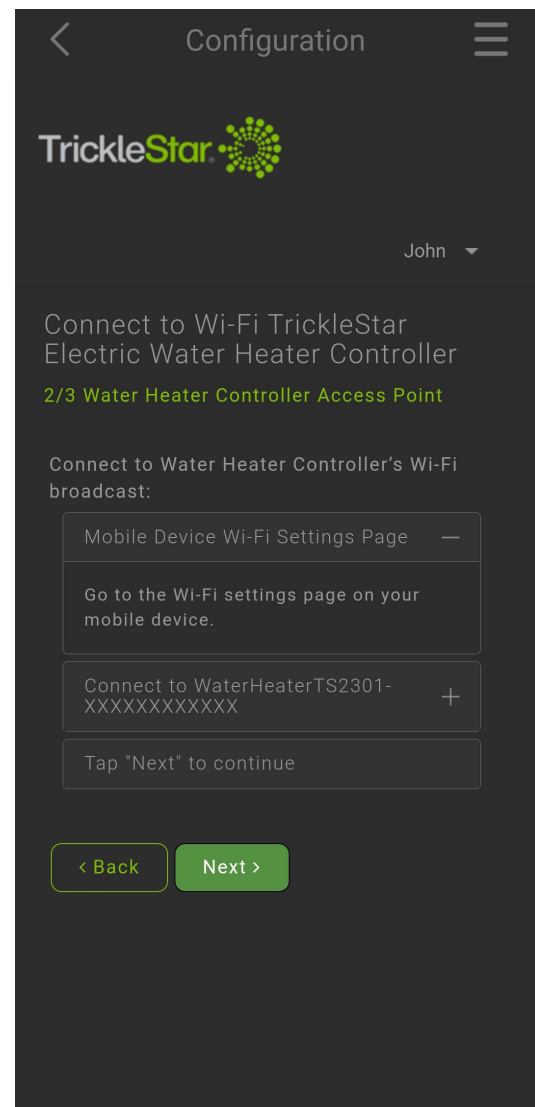 Configuration
TrickleStar®
John
Connect to Wi-Fi TrickleStar
Electric Water Heater Controller
2/3 Water Heater Controller Access Point
Connect to Water Heater Controller’s Wi-Fi
broadcast:
Mobile Device Wi-Fi Settings Page
Go to the Wi-Fi settings page on your
mobile device.
Connect to WaterHeaterTS2301-
XXXXXXXXXXXX
Tap "Next" to continue
Back
Next